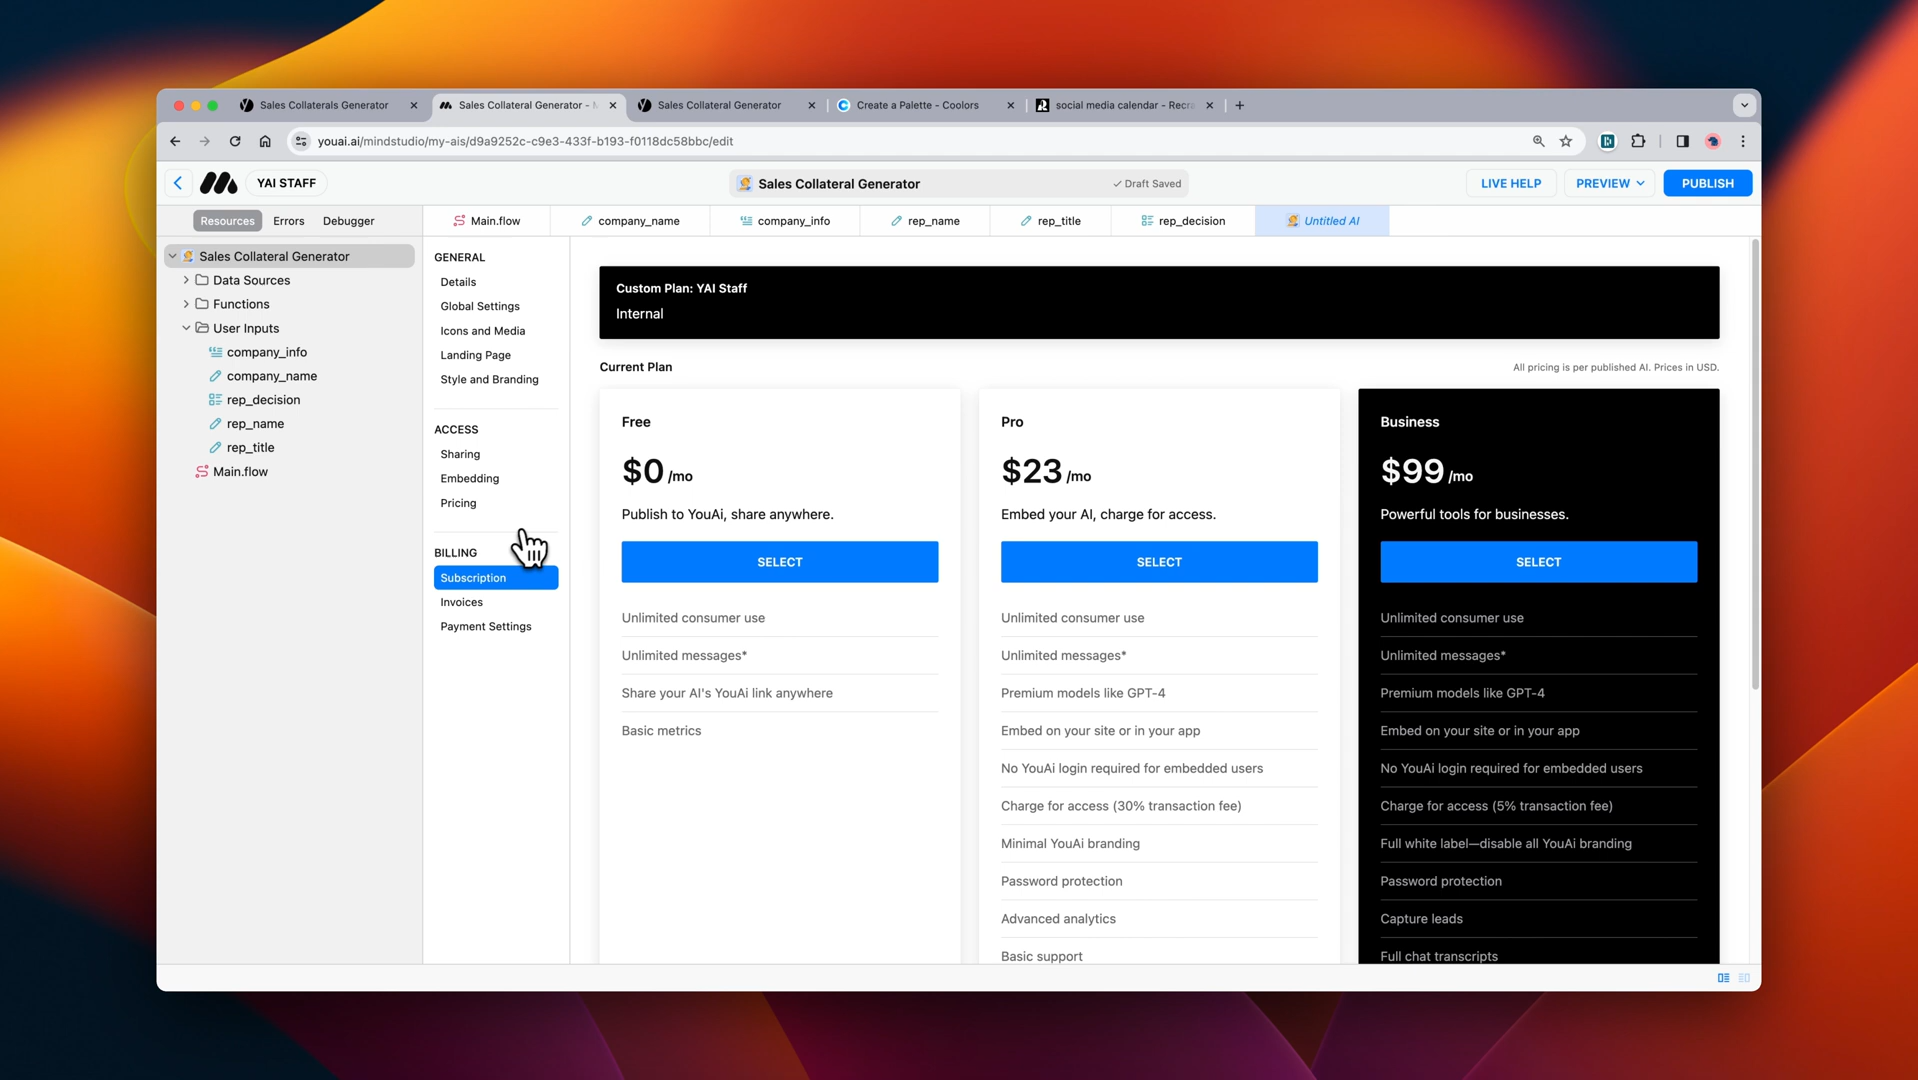 Sales Collaterals Generator
Sales Collateral Generator - M
Sales Collateral Generator
Create a Palette - Coolors
social media calendar - Recra
youai.ai/mindstudio/my-ais/d9a9252c-c9e3-433f-b193-f0118dc58bbc/edit
YAI STAFF
Sales Collateral Generator
Draft Saved
LIVE HELP
PREVIEW
PUBLISH
Resources
Errors
Debugger
Main.flow
company_name
company_info
rep_name
rep_title
rep_decision
Untitled AI
Sales Collateral Generator
Data Sources
Functions
User Inputs
company_info
company_name
rep_decision
rep_name
rep_title
Main.flow
GENERAL
Details
Global Settings
Icons and Media
Landing Page
Style and Branding
ACCESS
Sharing
Embedding
Pricing
BILLING
Subscription
Invoices
Payment Settings
Custom Plan: YAI Staff
Internal
Current Plan
All pricing is per published AI. Prices in USD.
Free
$0 /mo
Publish to YouAi, share anywhere.
SELECT
Unlimited consumer use
Unlimited messages*
Share your AI's YouAi link anywhere
Basic metrics
Pro
$23 /mo
Embed your AI, charge for access.
SELECT
Unlimited consumer use
Unlimited messages*
Premium models like GPT-4
Embed on your site or in your app
No YouAi login required for embedded users
Charge for access (30% transaction fee)
Minimal YouAi branding
Password protection
Advanced analytics
Basic support
Business
$99 /mo
Powerful tools for businesses.
SELECT
Unlimited consumer use
Unlimited messages*
Premium models like GPT-4
Embed on your site or in your app
No YouAi login required for embedded users
Charge for access (5% transaction fee)
Full white label—disable all YouAi branding
Password protection
Capture leads
Full chat transcripts